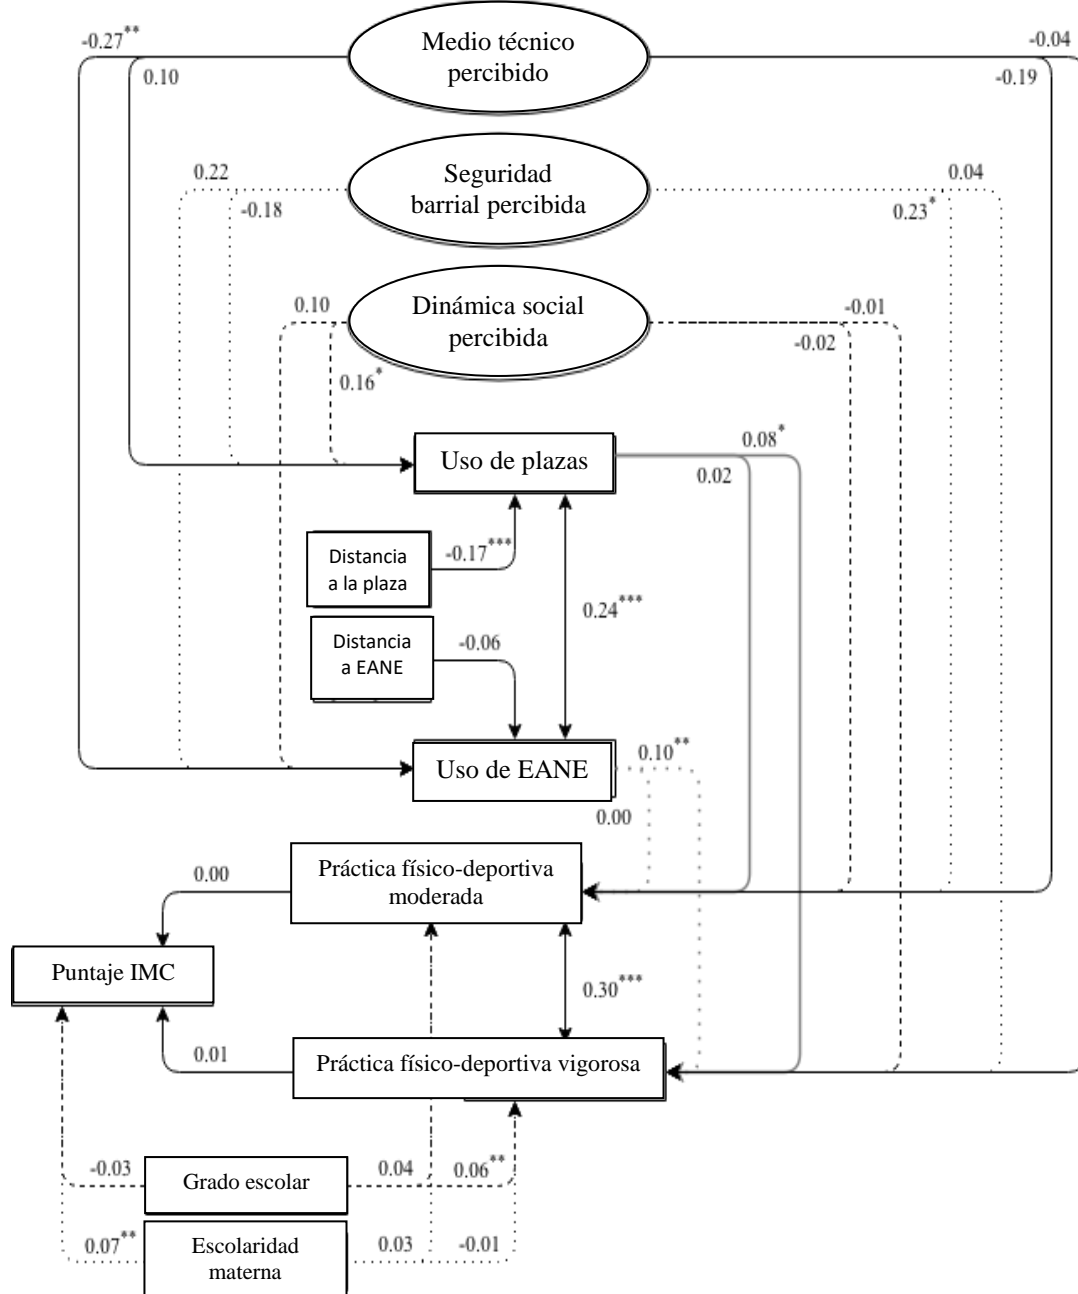 -0.27**
Medio técnico
percibido
-0.04
0.10
-0.19
0.22
Seguridad
barrial percibida
0.04
-0.18
0.23*
0.10
Dinámica social
percibida
-0.01
-0.02
0.16*
Uso de plazas
0.08*
0.02
Distancia
a la plaza
-0.17***
0.24***
Distancia
a EANE
-0.06
Uso de EANE
0.10**
0.00
0.00
Práctica físico-deportiva
moderada
Puntaje IMC
0.30***
0.01
Práctica físico-deportiva vigorosa
-0.03
Grado escolar
0.04
0.06**
0.07**
Escolaridad
materna
0.03
-0.01